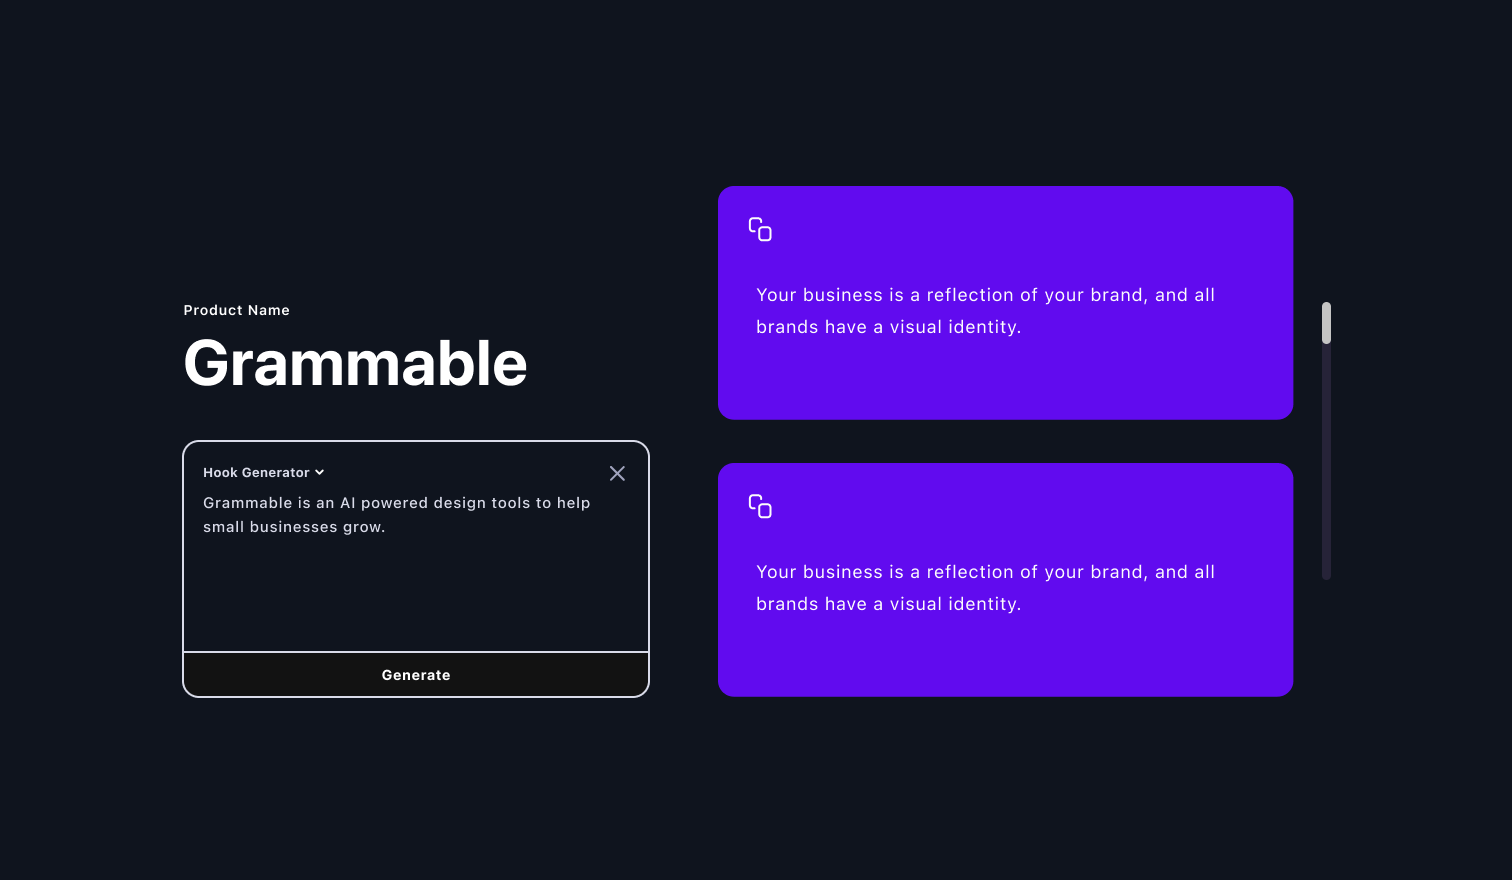 Product Name
Grammable
Hook Generator
Grammable is an AI powered design tools to help
small businesses grow.
Generate
Your business is a reflection of your brand, and all
brands have a visual identity.
Your business is a reflection of your brand, and all
brands have a visual identity.